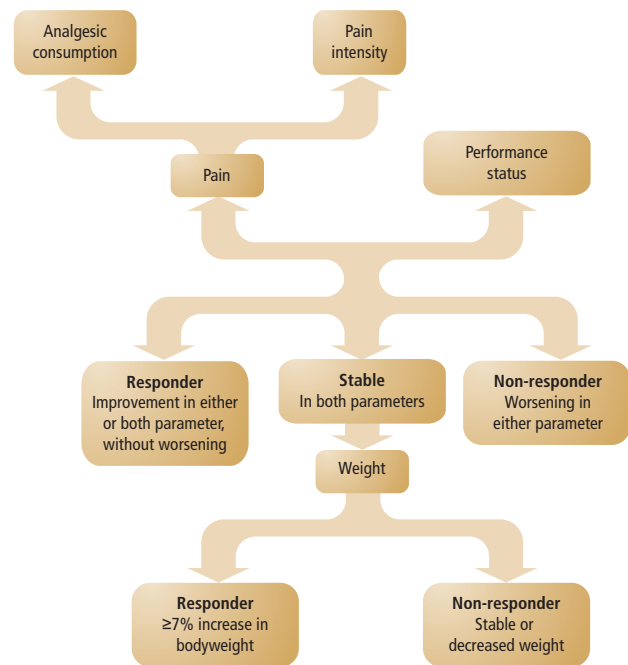 Analgesic
consumption
Pain
intensity
Pain
Performance
status
Responder
Improvement in either
or both parameter,
without worsening
Stable
In both parameters
Non-responder
Worsening in
either parameter
Weight
Responder
≥7% increase in
bodyweight
Non-responder
Stable or
decreased weight